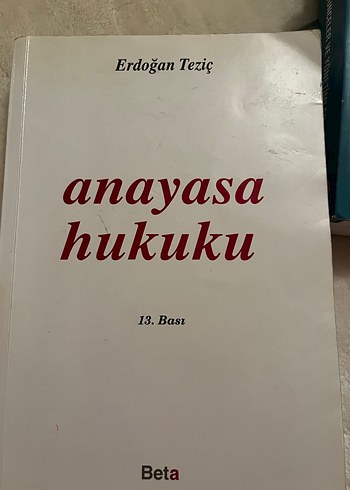 Erdoğan Teziç
anayasa
hukuku
13. Bası
Beta